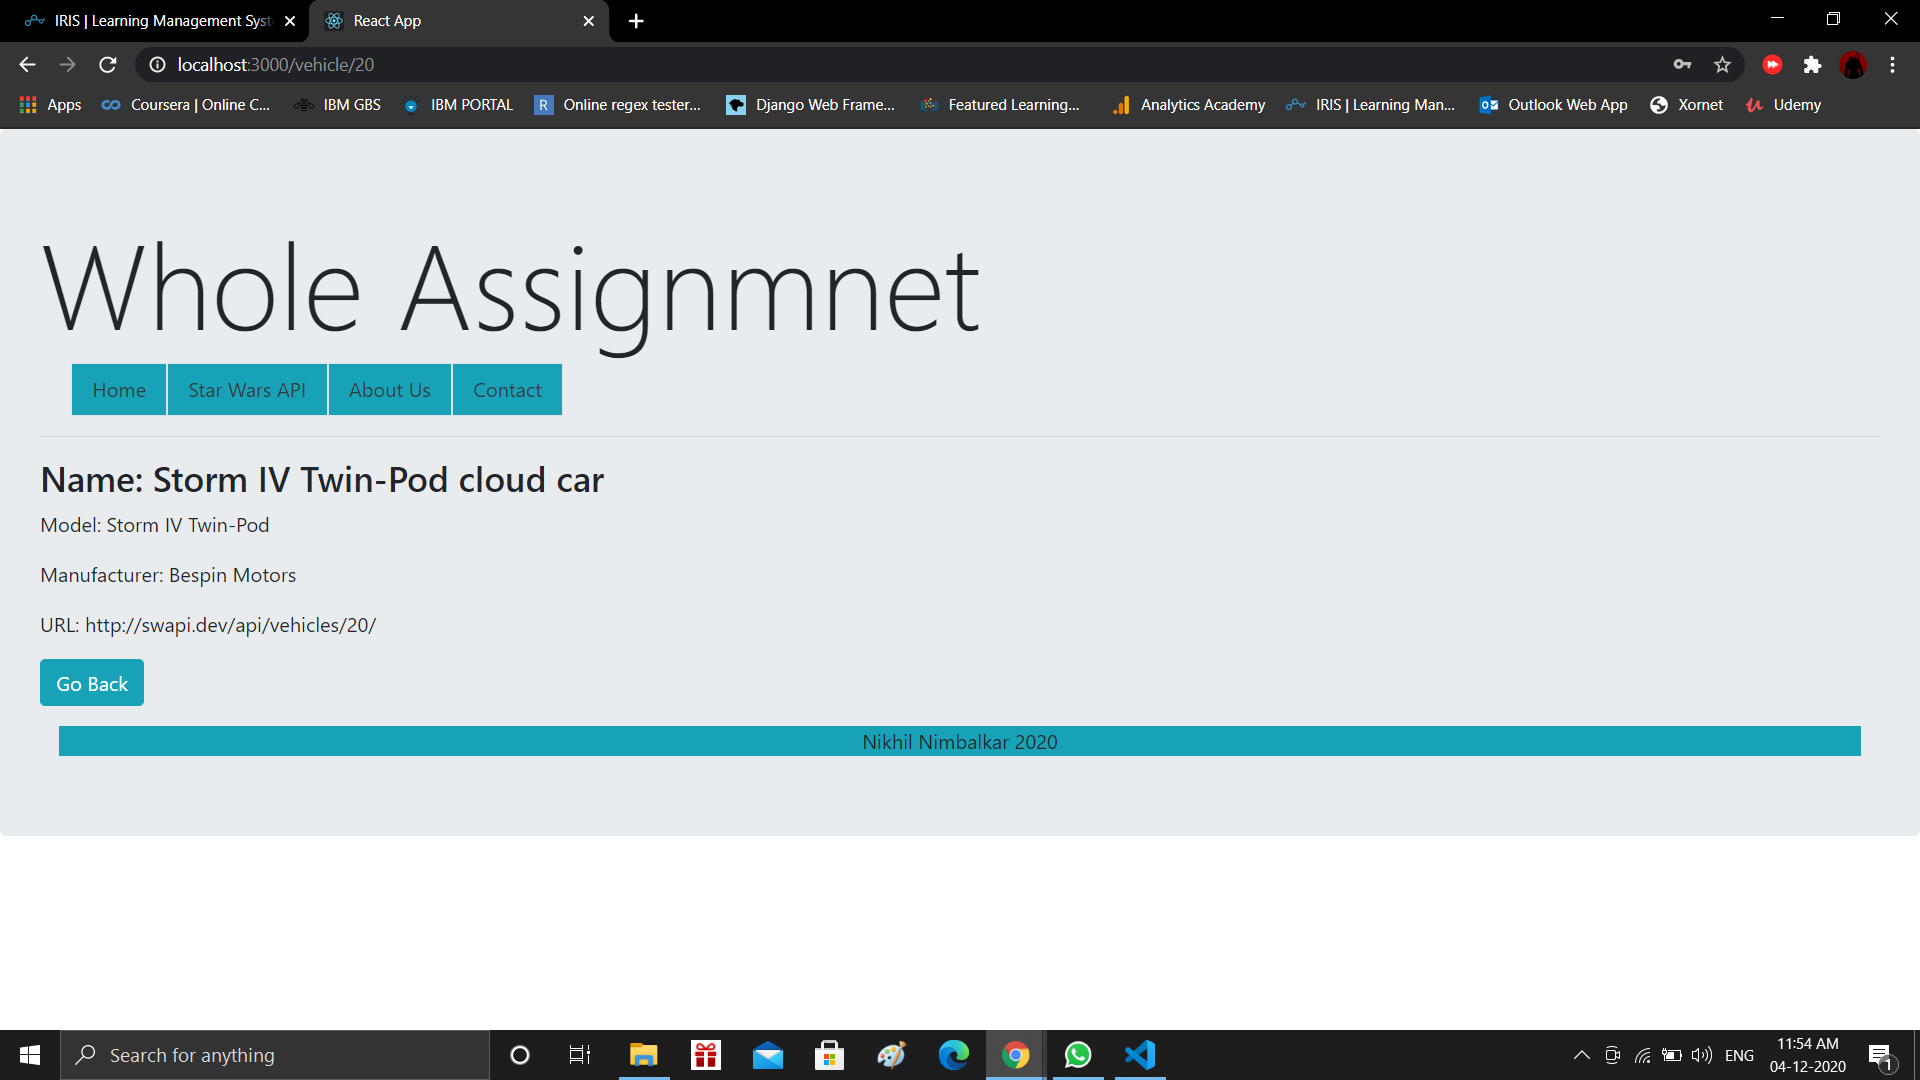 IRIS | Learning Management Syst
React App
localhost:3000/vehicle/20
Apps Coursera | Online C... IBM GBS IBM PORTAL R Online regex tester... Django Web Frame... Featured Learning... Analytics Academy IRIS | Learning Man... Outlook Web App Xornet Udemy
Whole Assignmnet
Home Star Wars API About Us Contact
Name: Storm IV Twin-Pod cloud car
Model: Storm IV Twin-Pod
Manufacturer: Bespin Motors
URL: http://swapi.dev/api/vehicles/20/
Go Back
Nikhil Nimbalkar 2020
Search for anything
ENG
11:54 AM
04-12-2020
1